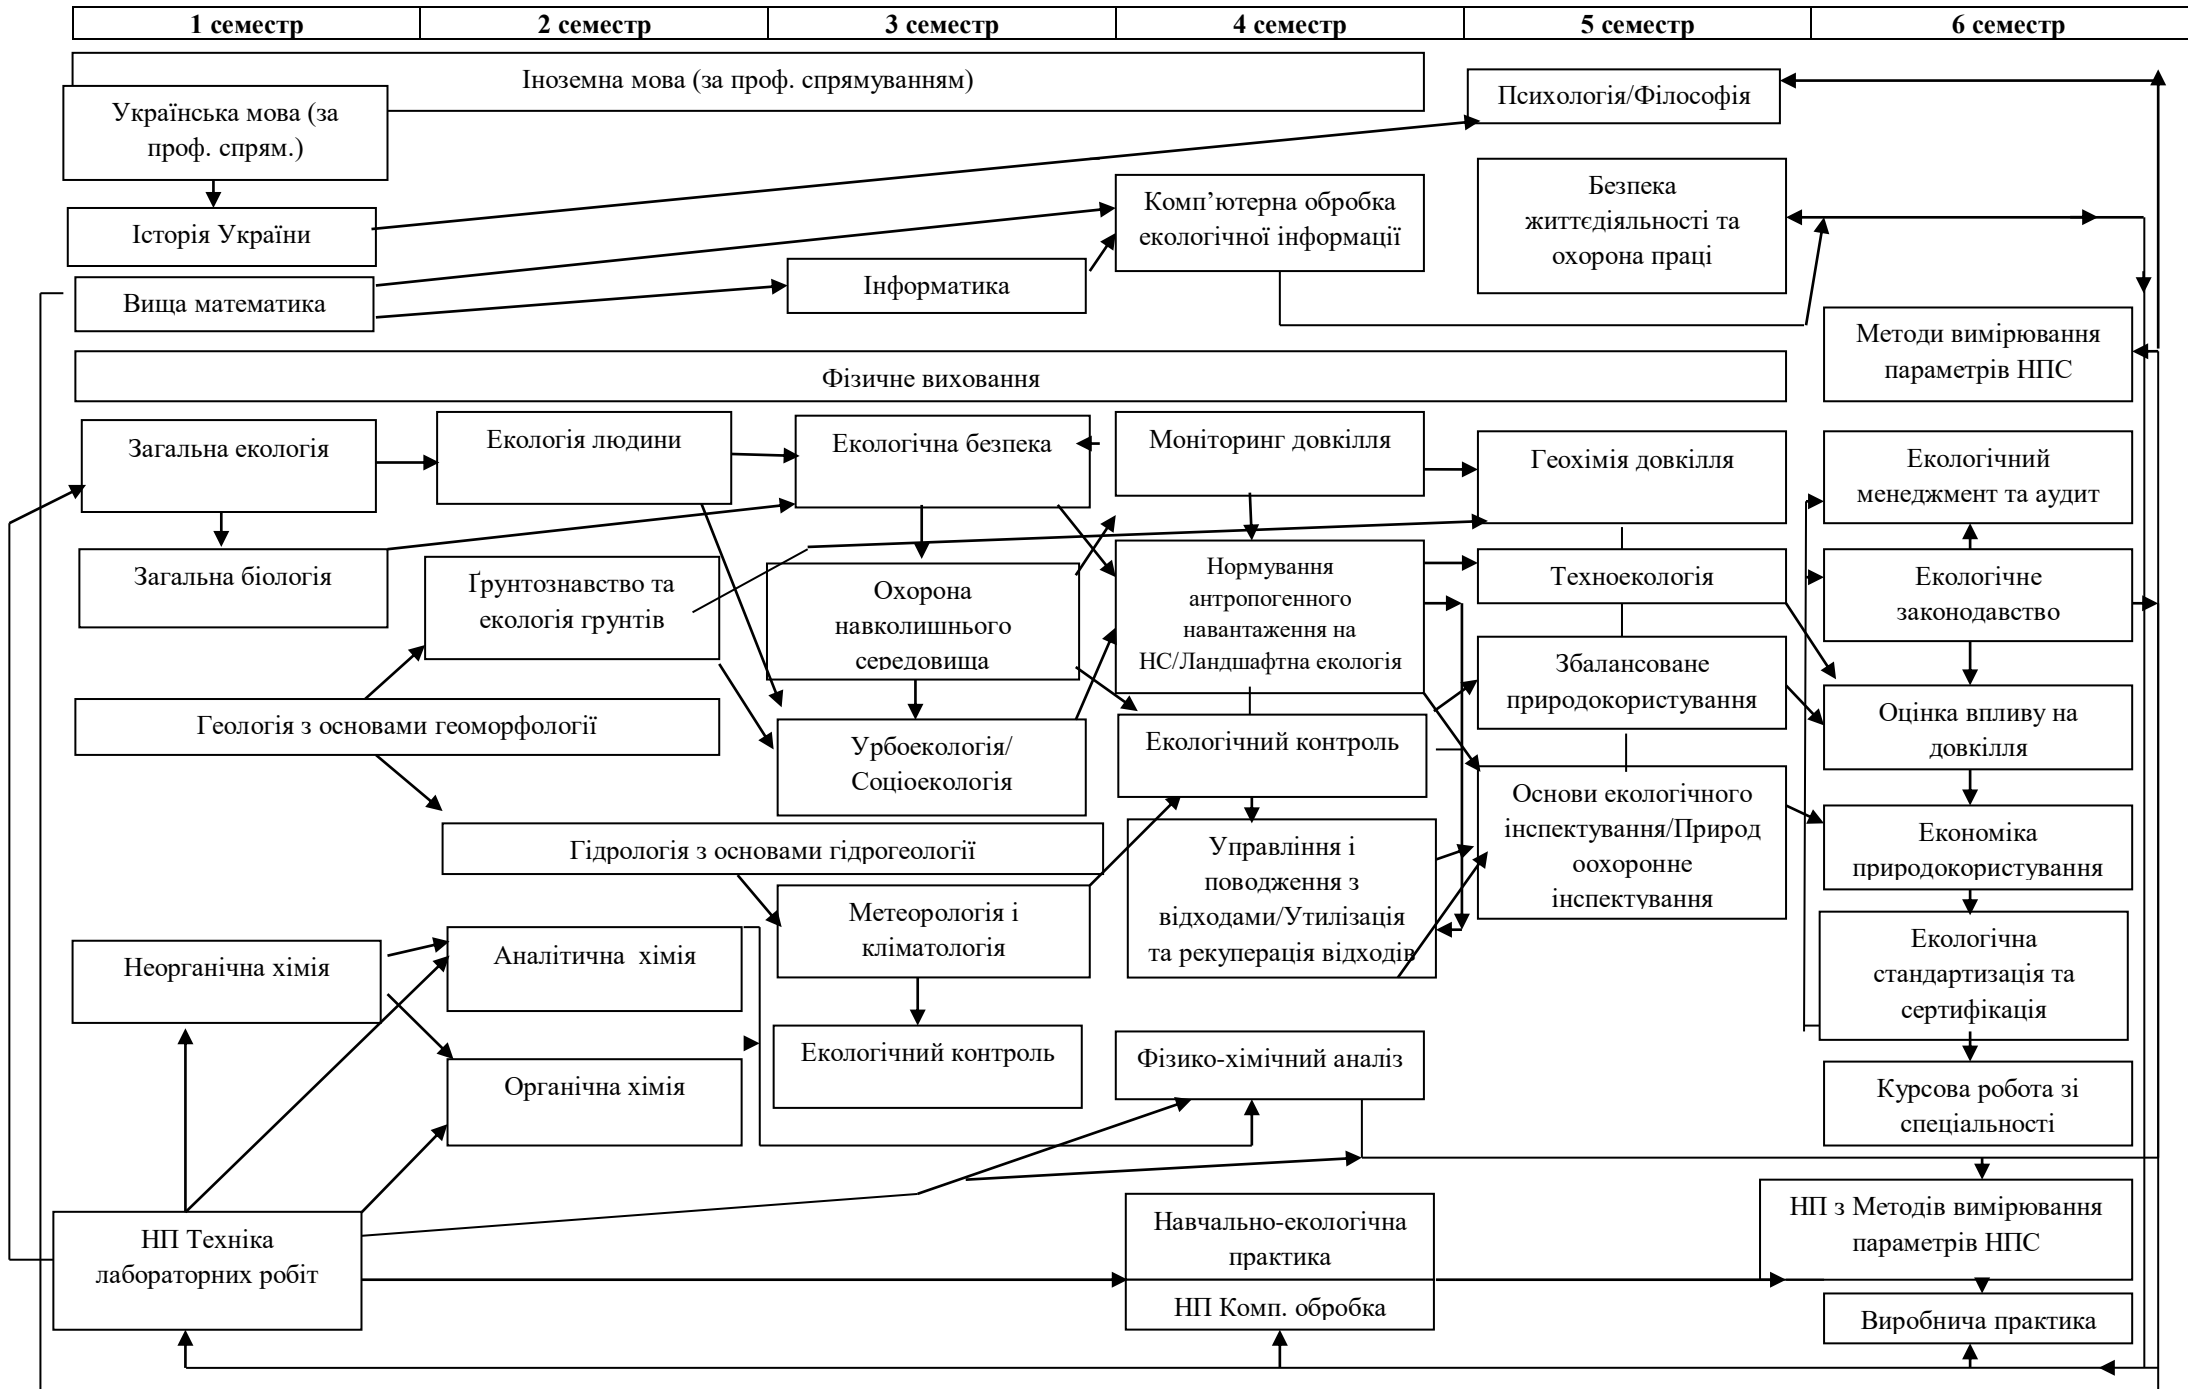 1 семестр
2 семестр
3 семестр
4 семестр
5 семестр
6 семестр
Іноземна мова (за проф. спрямуванням)
Українська мова (за
проф. спрям.)
Історія України
Вища математика
Інформатика
Комп’ютерна обробка
екологічної інформації
Психологія/Філософія
Безпека
життєдіяльності та
охорона праці
Методи вимірювання
параметрів НПС
Фізичне виховання
Загальна екологія
Загальна біологія
Екологія людини
Ґрунтознавство та
екологія грунтів
Геологія з основами геоморфології
Гідрологія з основами гідрогеології
Екологічна безпека
Охорона
навколишнього
середовища
Урбоекологія/
Соціоекологія
Метеорологія і
кліматологія
Екологічний контроль
Моніторинг довкілля
Нормування
антропогенного
навантаження на
НС/Ландшафтна екологія
Екологічний контроль
Управління і
поводження з
відходами/Утилізація
та рекуперація відходів
Фізико-хімічний аналіз
Геохімія довкілля
Техноекологія
Збалансоване
природокористування
Основи екологічного
інспектування/Природ
оохоронне
інспектування
Екологічний
менеджмент та аудит
Екологічне
законодавство
Оцінка впливу на
довкілля
Економіка
природокористування
Екологічна
стандартизація та
сертифікація
Курсова робота зі
спеціальності
Неорганічна хімія
Аналітична хімія
Органічна хімія
НП Техніка
лабораторних робіт
Навчально-екологічна
практика
НП Комп. обробка
НП з Методів вимірювання
параметрів НПС
Виробнича практика